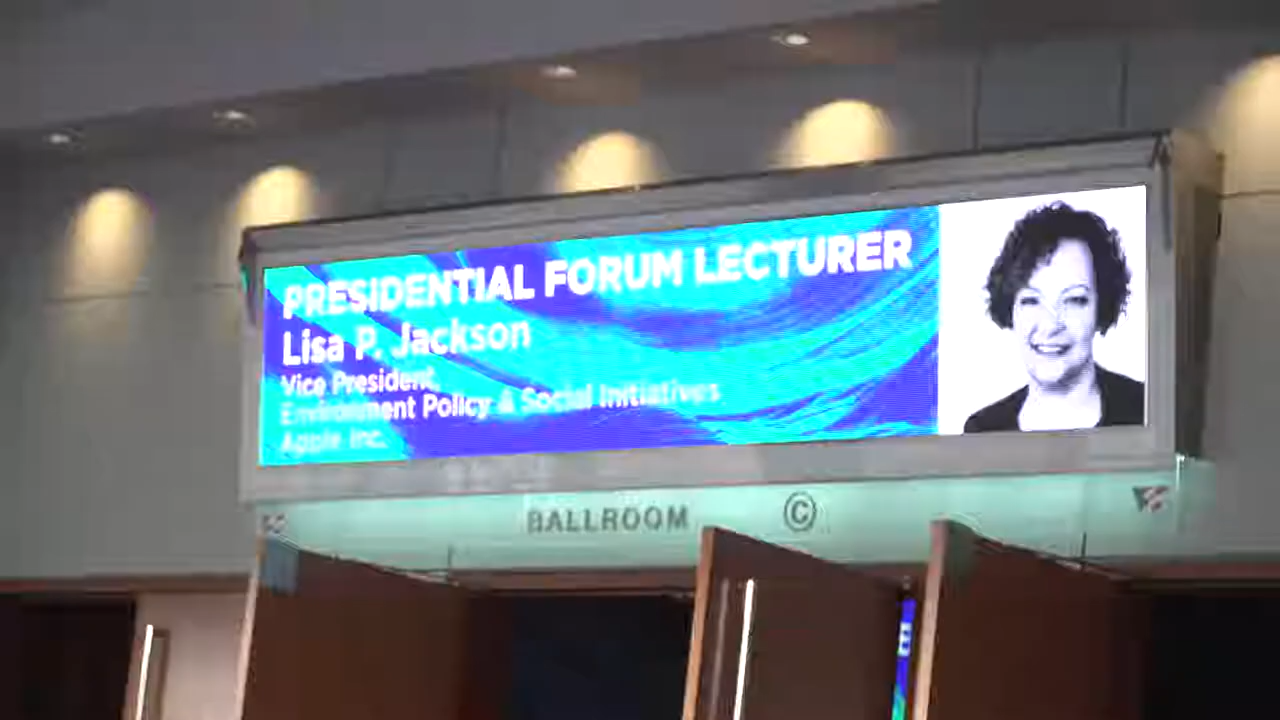 PRESIDENTIAL FORUM LECTURER
Lisa P. Jackson
Vice President,
Environment Policy & Social Initiatives
Apple Inc.
BALLROOM C